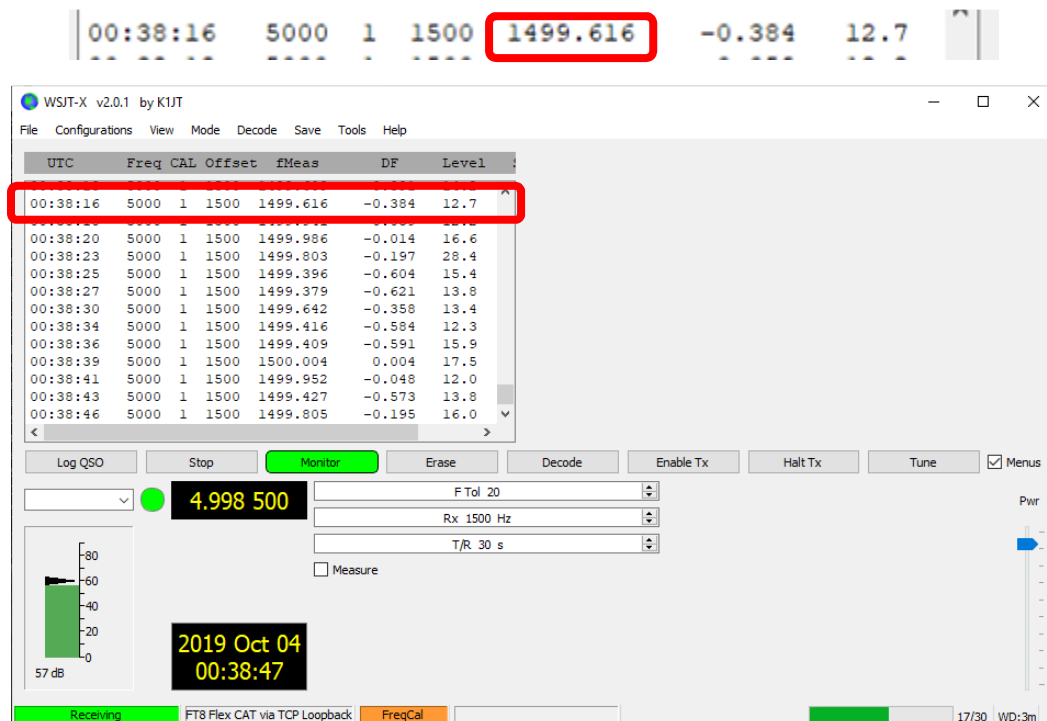 00:38:16 5000 1 1500 1499.616 -0.384 12.7
WSJT-X v2.0.1 by K1JT
File Configurations View Mode Decode Save Tools Help
UTC Freq CAL Offset fMeas DF Level
00:38:16 5000 1 1500 1499.616 -0.384 12.7
00:38:20 5000 1 1500 1499.986 -0.014 16.6
00:38:23 5000 1 1500 1499.803 -0.197 28.4
00:38:25 5000 1 1500 1499.396 -0.604 15.4
00:38:27 5000 1 1500 1499.379 -0.621 13.8
00:38:30 5000 1 1500 1499.642 -0.358 13.4
00:38:34 5000 1 1500 1499.416 -0.584 12.3
00:38:36 5000 1 1500 1499.409 -0.591 15.9
00:38:39 5000 1 1500 1500.004 0.004 17.5
00:38:41 5000 1 1500 1499.952 -0.048 12.0
00:38:43 5000 1 1500 1499.427 -0.573 13.8
00:38:46 5000 1 1500 1499.805 -0.195 16.0
Log QSO Stop Monitor Erase Decode Enable Tx Halt Tx Tune Menus
4.998 500
F Tol 20
Rx 1500 Hz
T/R 30 s
Measure
Pwr
80
60
40
20
0
57 dB
2019 Oct 04
00:38:47
Receiving FT8 Flex CAT via TCP Loopback FreqCal 17/30 WD:3m